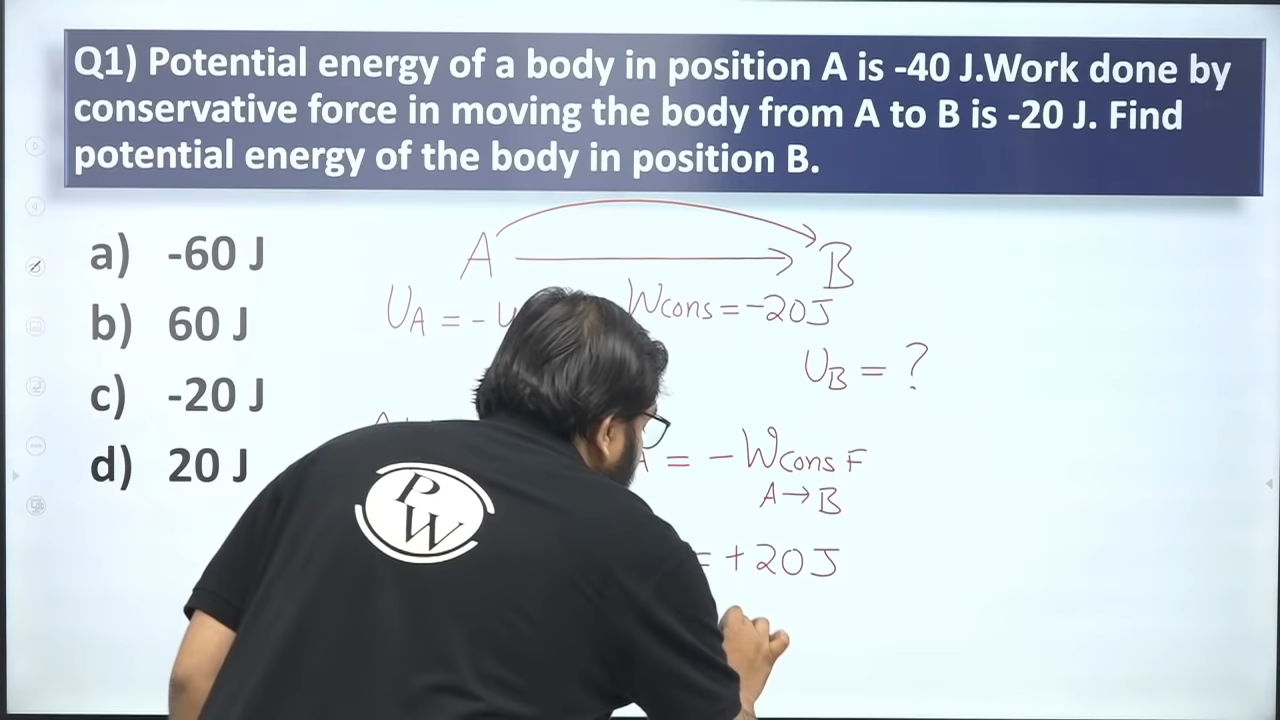 Q1) Potential energy of a body in position A is -40 J.Work done by
conservative force in moving the body from A to B is -20 J. Find
potential energy of the body in position B.
a) -60 J
b) 60 J
c) -20 J
d) 20 J
A B
U_A = - Wcons = -20J
U_B = ?
= - Wcons F
A → B
= +20J
PW